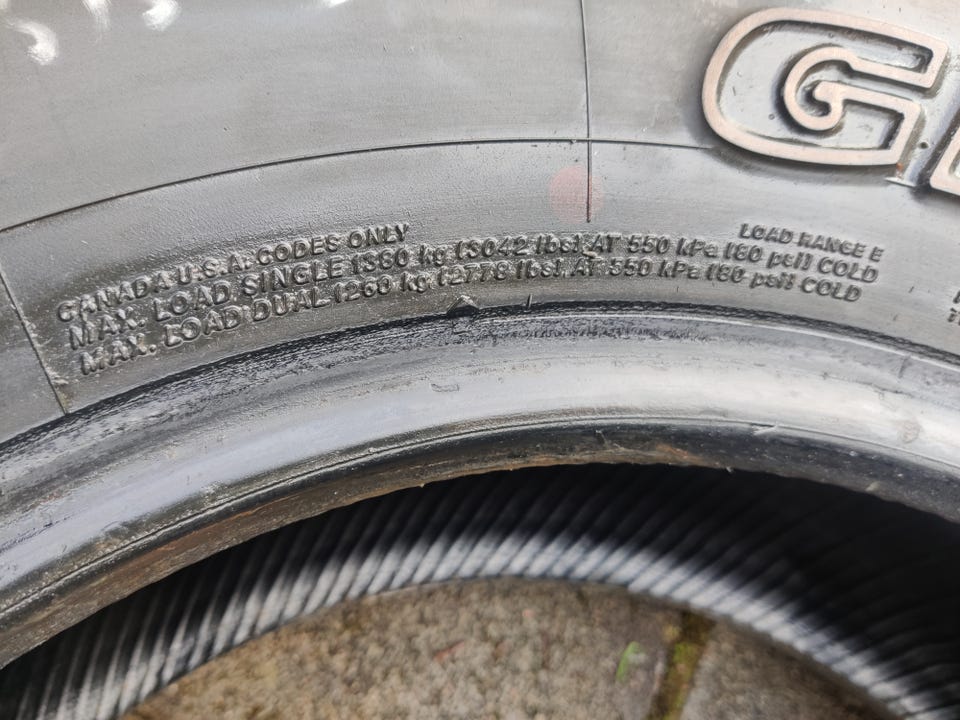 G
LOAD RANGE E
CANADA U.S.A. CODES ONLY
MAX. LOAD SINGLE 1380 kg (3042 lbs) AT 550 kPa (80 psi) COLD
MAX. LOAD DUAL 1260 kg (2778 lbs) AT 550 kPa (80 psi) COLD